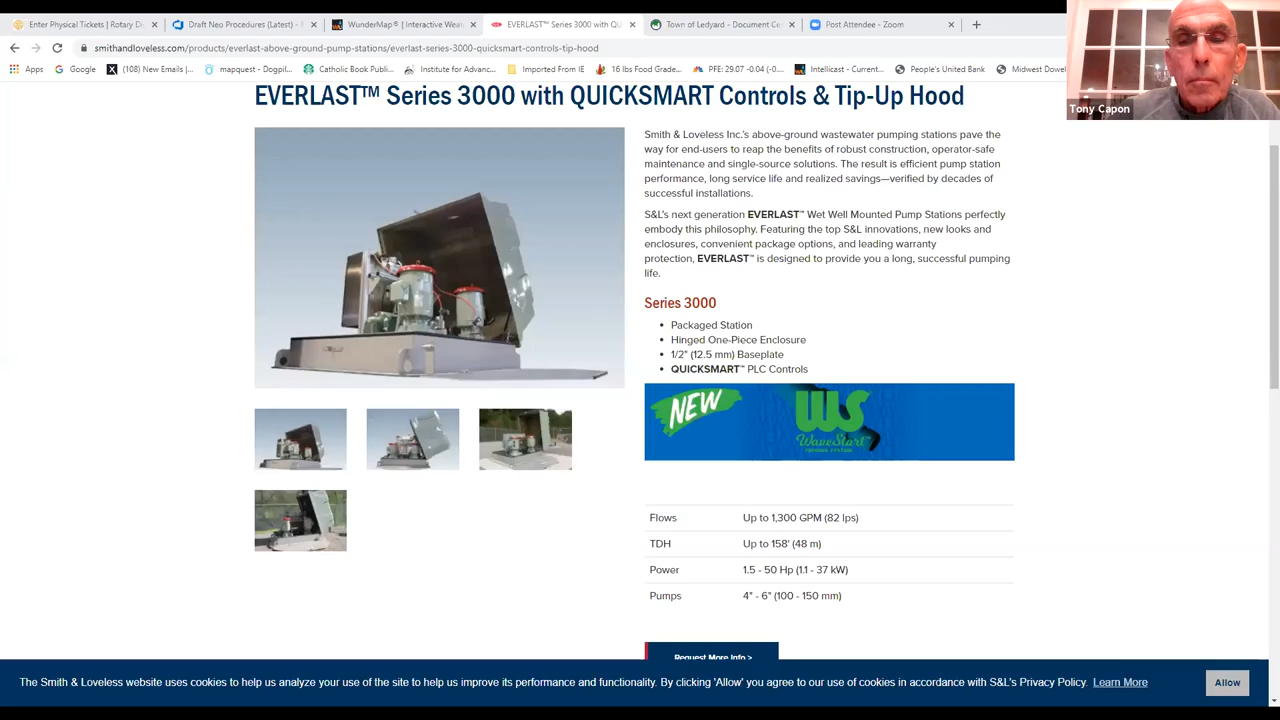 Enter Physical Tickets | Rotary D
Draft Neo Procedures (Latest) - F
WunderMap® | Interactive Weat
EVERLAST™ Series 3000 with QU
Town of Ledyard - Document Ce
Post Attendee - Zoom
smithandloveless.com/products/everlast-above-ground-pump-stations/everlast-series-3000-quicksmart-controls-tip-hood
Apps
Google
(108) New Emails |...
mapquest - Dogpil...
Catholic Book Publi...
Institute for Advanc...
Imported From IE
16 lbs Food Grade...
PFE: 29.07 -0.04 (-0....
Intellicast - Current...
People's United Bank
Midwest Dowel
Tony Capon
EVERLAST™ Series 3000 with QUICKSMART Controls & Tip-Up Hood
Smith & Loveless Inc.'s above-ground wastewater pumping stations pave the
way for end-users to reap the benefits of robust construction, operator-safe
maintenance and single-source solutions. The result is efficient pump station
performance, long service life and realized savings—verified by decades of
successful installations.
S&L's next generation EVERLAST™ Wet Well Mounted Pump Stations perfectly
embody this philosophy. Featuring the top S&L innovations, new looks and
enclosures, convenient package options, and leading warranty
protection, EVERLAST™ is designed to provide you a long, successful pumping
life.
Series 3000
• Packaged Station
• Hinged One-Piece Enclosure
• 1/2" (12.5 mm) Baseplate
• QUICKSMART™ PLC Controls
NEW
WS
WaveStart
Flows Up to 1,300 GPM (82 lps)
TDH Up to 158' (48 m)
Power 1.5 - 50 Hp (1.1 - 37 kW)
Pumps 4" - 6" (100 - 150 mm)
Request More Info >
The Smith & Loveless website uses cookies to help us analyze your use of the site to help us improve its performance and functionality. By clicking 'Allow' you agree to our use of cookies in accordance with S&L's Privacy Policy. Learn More
Allow